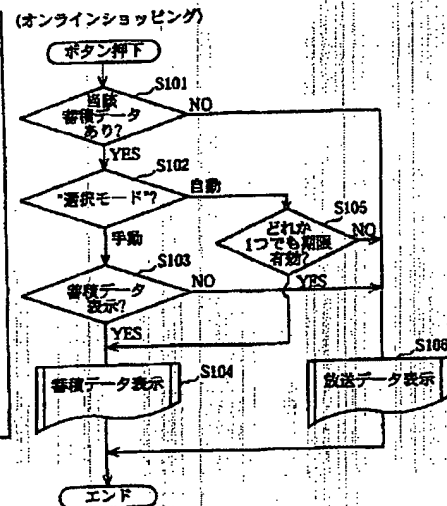 (オンラインショッピング)
ボタン押下
S101
当該
蓄積データ
あり?
NO
YES
S102
"選択モード"?
自動
手動
S105
どれか
1つでも期限
有効?
NO
YES
S103
蓄積データ
表示?
NO
YES
S104
蓄積データ表示
S108
放送データ表示
エンド